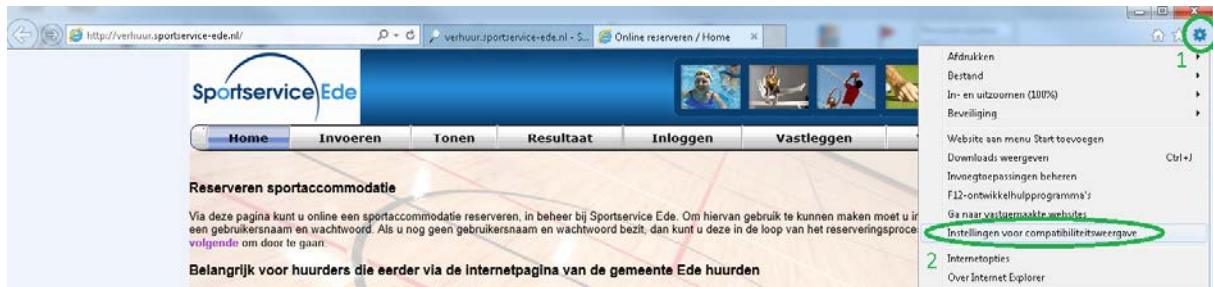 http://verhuur.sportservice-ede.nl/
verhuur.sportservice-ede.nl - S...
Online reserveren / Home
1
Sportservice Ede
Home Invoeren Tonen Resultaat Inloggen Vastleggen
Reserveren sportaccommodatie
Via deze pagina kunt u online een sportaccommodatie reserveren, in beheer bij Sportservice Ede. Om hiervan gebruik te kunnen maken moet u in
een gebruikersnaam en wachtwoord. Als u nog geen gebruikersnaam en wachtwoord bezit, dan kunt u deze in de loop van het reserveringsproce
volgende om door te gaan
Belangrijk voor huurders die eerder via de internetpagina van de gemeente Ede huurden
Afdrukken
Bestand
In- en uitzoomen (100%)
Beveiliging
Website aan menu Start toevoegen
Downloads weergeven Ctrl+J
Invoegtoepassingen beheren
F12-ontwikkelhulpprogramma's
Ga naar vastgemaakte websites
Instellingen voor compatibiliteitsweergave
2
Internetopties
Over Internet Explorer